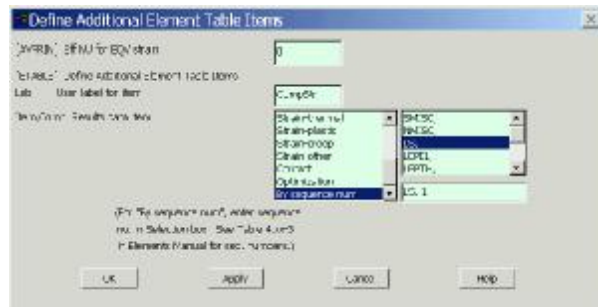 Define Additional Element Table Items
[AVPRIN] Eff NU for EQV strain
0
[ETABLE] Define Additional Element Table Items
Lab User label for item
Item,Comp Results data item
Strain-thermal
Strain-plastic
Strain-creep
Strain-other
Contact
Optimization
By sequence num
SMISC,
NMISC,
LS,
LEPEL,
LEPTH,
LS, 1
(For "By sequence num", enter sequence
no. in Selection box. See Table 4.xx-3
in Elements Manual for seq. numbers.)
OK
Apply
Cancel
Help